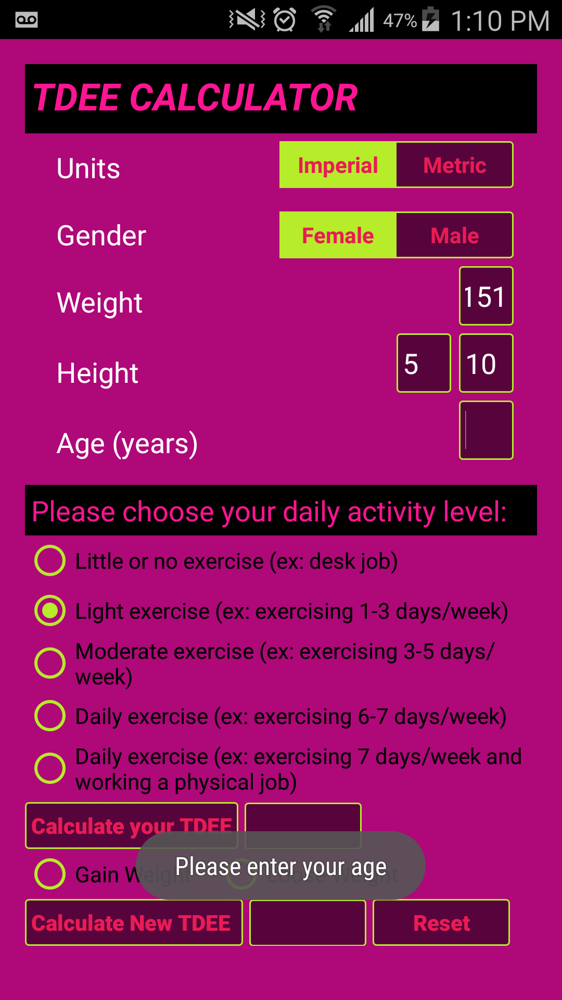 47% 1:10 PM
TDEE CALCULATOR
Units Imperial Metric
Gender Female Male
Weight 151
Height 5 10
Age (years)
Please choose your daily activity level:
Little or no exercise (ex: desk job)
Light exercise (ex: exercising 1-3 days/week)
Moderate exercise (ex: exercising 3-5 days/
week)
Daily exercise (ex: exercising 6-7 days/week)
Daily exercise (ex: exercising 7 days/week and
working a physical job)
Calculate your TDEE
Please enter your age
Gain Weight Loose Weight
Calculate New TDEE Reset